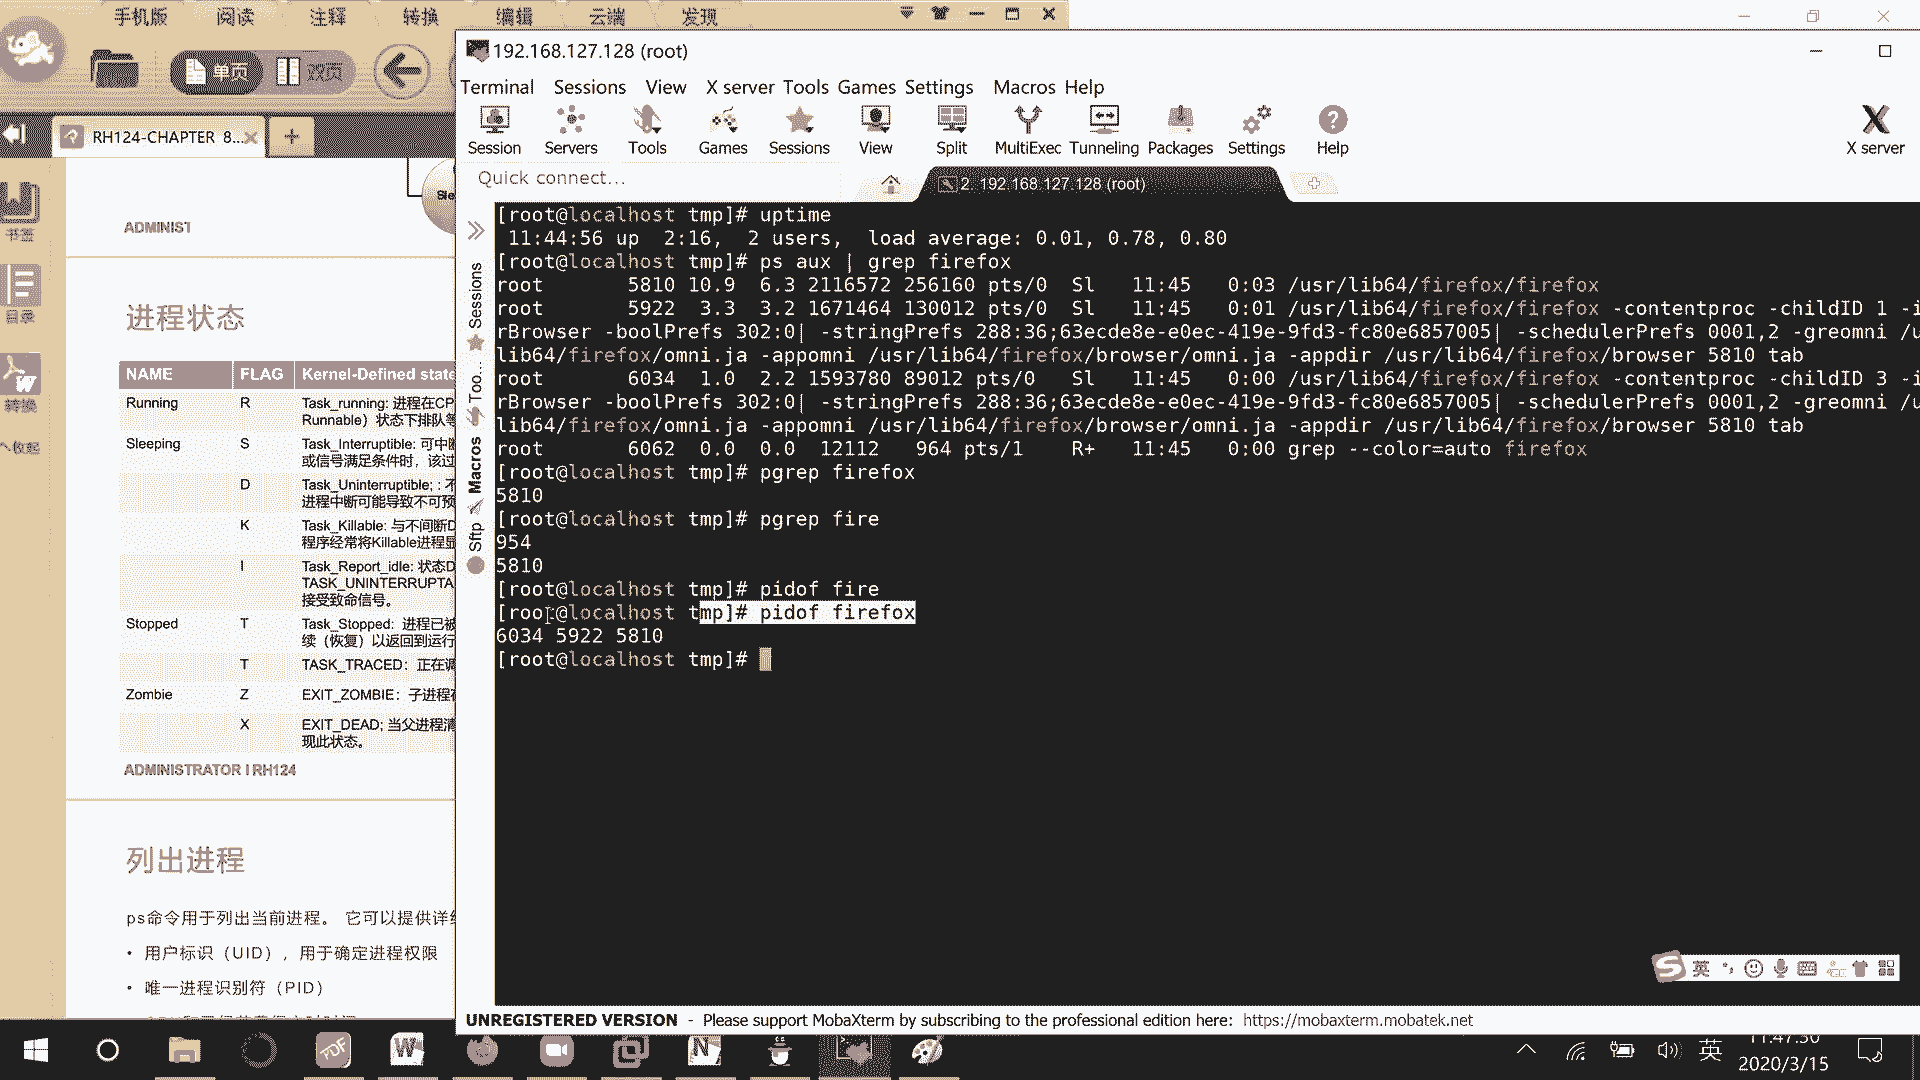 手机版 阅读 注释 转换 编辑 云端 发现
单页 双页
RH124-CHAPTER 8...
书签
目录
转换
收起
ADMINIST
进程状态
NAME FLAG Kernel-Defined state
Running R Task_running: 进程在CP
Runnable）状态下排队等
Sleeping S Task_Interruptible: 可中断
或信号满足条件时，该过
D Task_Uninterruptible; : 不
进程中断可能导致不可预
K Task_Killable: 与不间断D
程序经常将Killable进程显
I Task_Report_idle: 状态D
TASK_UNINTERRUPTA
接受致命信号。
Stopped T Task_Stopped: 进程已被
续（恢复）以返回到运行
T TASK_TRACED：正在调
Zombie Z EXIT_ZOMBIE：子进程在
X EXIT_DEAD; 当父进程清
现此状态。
ADMINISTRATOR I RH124
列出进程
ps命令用于列出当前进程。 它可以提供详细
• 用户标识（UID），用于确定进程权限
• 唯一进程识别符（PID）
192.168.127.128 (root)
Terminal Sessions View X server Tools Games Settings Macros Help
Session Servers Tools Games Sessions View Split MultiExec Tunneling Packages Settings Help X server
Quick connect...
2. 192.168.127.128 (root)
Sessions
Too...
Macros
Sftp
[root@localhost tmp]# uptime
11:44:56 up 2:16, 2 users, load average: 0.01, 0.78, 0.80
[root@localhost tmp]# ps aux | grep firefox
root 5810 10.9 6.3 2116572 256160 pts/0 Sl 11:45 0:03 /usr/lib64/firefox/firefox
root 5922 3.3 3.2 1671464 130012 pts/0 Sl 11:45 0:01 /usr/lib64/firefox/firefox -contentproc -childID 1 -i
rBrowser -boolPrefs 302:0| -stringPrefs 288:36;63ecde8e-e0ec-419e-9fd3-fc80e6857005| -schedulerPrefs 0001,2 -greomni /u
lib64/firefox/omni.ja -appomni /usr/lib64/firefox/browser/omni.ja -appdir /usr/lib64/firefox/browser 5810 tab
root 6034 1.0 2.2 1593780 89012 pts/0 Sl 11:45 0:00 /usr/lib64/firefox/firefox -contentproc -childID 3 -i
rBrowser -boolPrefs 302:0| -stringPrefs 288:36;63ecde8e-e0ec-419e-9fd3-fc80e6857005| -schedulerPrefs 0001,2 -greomni /u
lib64/firefox/omni.ja -appomni /usr/lib64/firefox/browser/omni.ja -appdir /usr/lib64/firefox/browser 5810 tab
root 6062 0.0 0.0 12112 964 pts/1 R+ 11:45 0:00 grep --color=auto firefox
[root@localhost tmp]# pgrep firefox
5810
[root@localhost tmp]# pgrep fire
954
5810
[root@localhost tmp]# pidof fire
[root@localhost tmp]# pidof firefox
6034 5922 5810
[root@localhost tmp]#
英
UNREGISTERED VERSION - Please support MobaXterm by subscribing to the professional edition here: https://mobaxterm.mobatek.net
PDF
英
11:47:30
2020/3/15